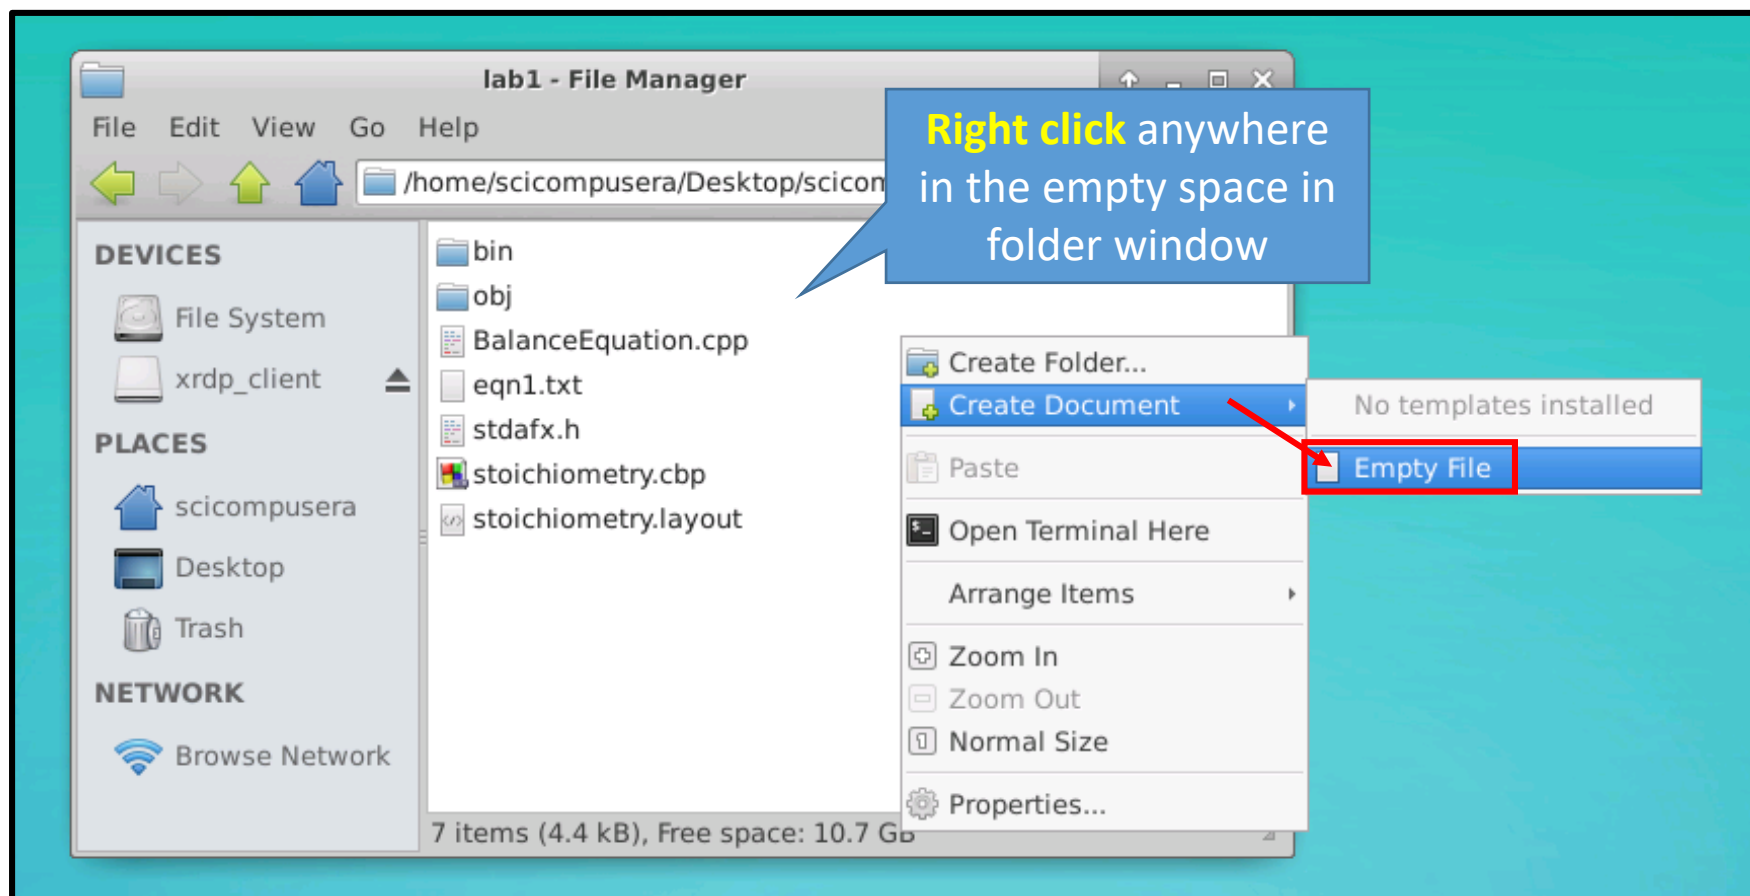 lab1 - File Manager
File Edit View Go Help
/home/scicompusera/Desktop/scicom
Right click anywhere
in the empty space in
folder window
DEVICES
File System
xrdp_client
PLACES
scicompusera
Desktop
Trash
NETWORK
Browse Network
bin
obj
BalanceEquation.cpp
eqn1.txt
stdafx.h
stoichiometry.cbp
stoichiometry.layout
Create Folder...
Create Document
Paste
Open Terminal Here
Arrange Items
Zoom In
Zoom Out
Normal Size
Properties...
No templates installed
Empty File
7 items (4.4 kB), Free space: 10.7 GB